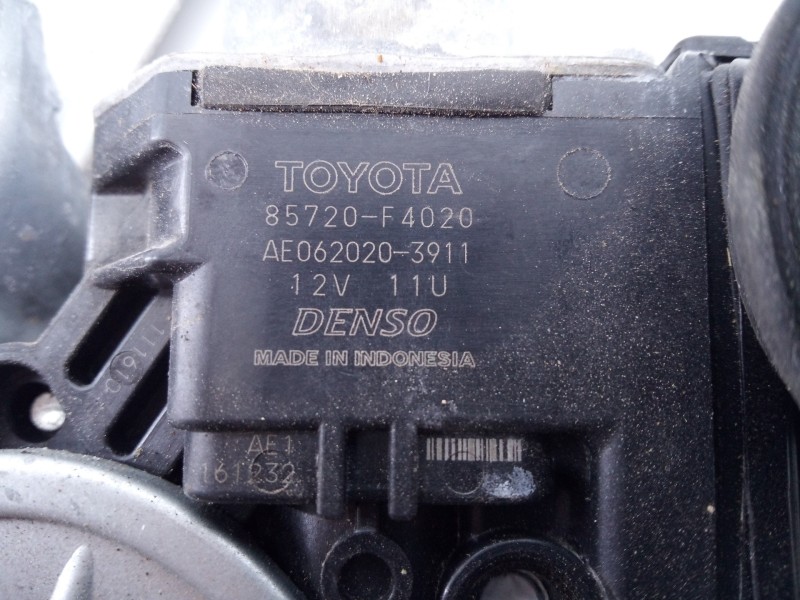 TOYOTA
85720-F4020
AE062020-3911
12V 11U
DENSO
MADE IN INDONESIA
AE1
161232